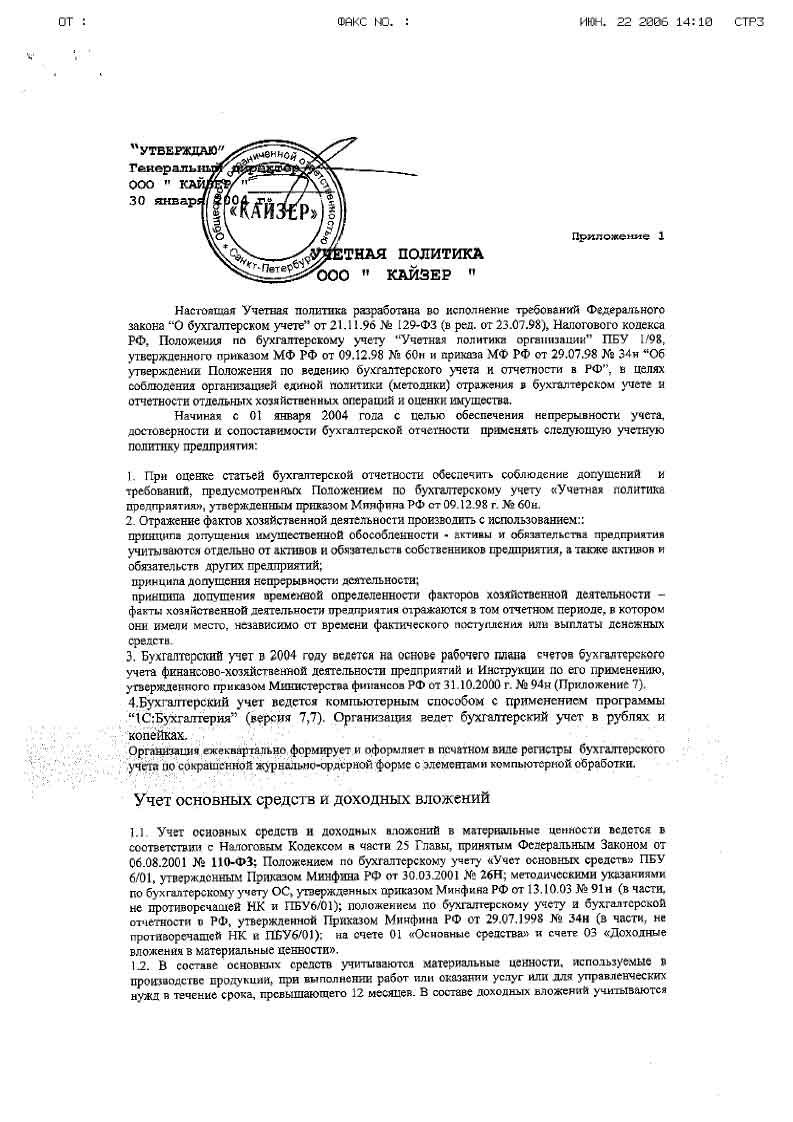 ОТ :
ФАКС NO. :
ИЮН. 22 2006 14:10 СТР3
"УТВЕРЖДАЮ"
Генеральный директор
ООО " КАЙЗЕР "
30 января 2004 г.
Общество с ограниченной ответственностью
«КАЙЗЕР»
* Санкт-Петербург *
Приложение 1
УЧЕТНАЯ ПОЛИТИКА
ООО " КАЙЗЕР "
Настоящая Учетная политика разработана во исполнение требований Федерального
закона “О бухгалтерском учете” от 21.11.96 № 129-ФЗ (в ред. от 23.07.98), Налогового кодекса
РФ, Положения по бухгалтерскому учету “Учетная политика организации” ПБУ 1/98,
утвержденного приказом МФ РФ от 09.12.98 № 60н и приказа МФ РФ от 29.07.98 № 34н “Об
утверждении Положения по ведению бухгалтерского учета и отчетности в РФ”, в целях
соблюдения организацией единой политики (методики) отражения в бухгалтерском учете и
отчетности отдельных хозяйственных операций и оценки имущества.
Начиная с 01 января 2004 года с целью обеспечения непрерывности учета,
достоверности и сопоставимости бухгалтерской отчетности применять следующую учетную
политику предприятия:
1. При оценке статьей бухгалтерской отчетности обеспечить соблюдение допущений и
требований, предусмотренных Положением по бухгалтерскому учету «Учетная политика
предприятия», утвержденным приказом Минфина РФ от 09.12.98 г. № 60н.
2. Отражение фактов хозяйственной деятельности производить с использованием::
принципа допущения имущественной обособленности - активы и обязательства предприятия
учитываются отдельно от активов и обязательств собственников предприятия, а также активов и
обязательств других предприятий;
принципа допущения непрерывности деятельности;
принципа допущения временной определенности факторов хозяйственной деятельности –
факты хозяйственной деятельности предприятия отражаются в том отчетном периоде, в котором
они имели место, независимо от времени фактического поступления или выплаты денежных
средств.
3. Бухгалтерский учет в 2004 году ведется на основе рабочего плана счетов бухгалтерского
учета финансово-хозяйственной деятельности предприятий и Инструкции по его применению,
утвержденного приказом Министерства финансов РФ от 31.10.2000 г. № 94н (Приложение 7).
4.Бухгалтерский учет ведется компьютерным способом с применением программы
“1С:Бухгалтерия” (версия 7,7). Организация ведет бухгалтерский учет в рублях и
копейках.
Организация ежеквартально формирует и оформляет в печатном виде регистры бухгалтерского
учета по сокращенной журнально-ордерной форме с элементами компьютерной обработки.
Учет основных средств и доходных вложений
1.1. Учет основных средств и доходных вложений в материальные ценности ведется в
соответствии с Налоговым Кодексом в части 25 Главы, принятым Федеральным Законом от
06.08.2001 № 110-ФЗ; Положением по бухгалтерскому учету «Учет основных средств» ПБУ
6/01, утвержденным Приказом Минфина РФ от 30.03.2001 № 26Н; методическими указаниями
по бухгалтерскому учету ОС, утвержденных приказом Минфина РФ от 13.10.03 № 91н (в части,
не противоречащей НК и ПБУ6/01); положением по бухгалтерскому учету и бухгалтерской
отчетности в РФ, утвержденной Приказом Минфина РФ от 29.07.1998 № 34н (в части, не
противоречащей НК и ПБУ6/01); на счете 01 «Основные средства» и счете 03 «Доходные
вложения в материальные ценности».
1.2. В составе основных средств учитываются материальные ценности, используемые в
производстве продукции, при выполнении работ или оказании услуг или для управленческих
нужд в течение срока, превышающего 12 месяцев. В составе доходных вложений учитываются